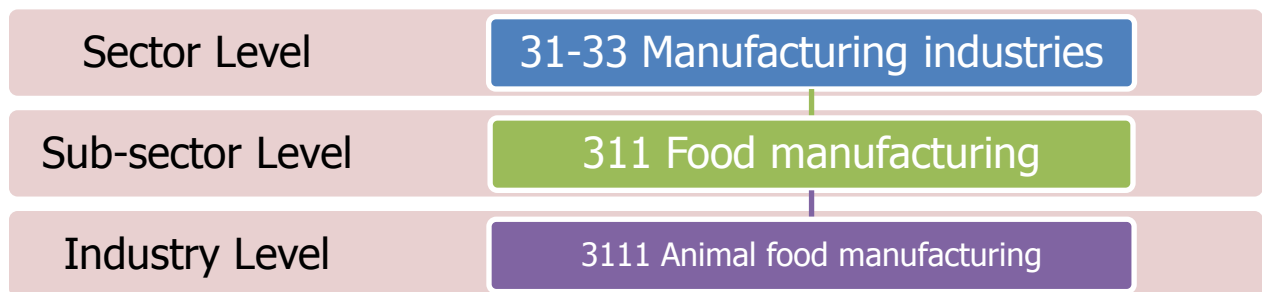 Sector Level
31-33 Manufacturing industries
Sub-sector Level
311 Food manufacturing
Industry Level
3111 Animal food manufacturing